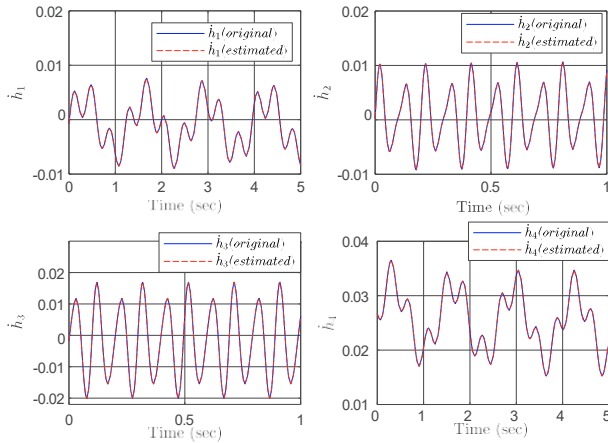 0.02
ḣ1(original)
ḣ1(estimated)
0.01
ḣ1
0
-0.01
0 1 2 3 4 5
Time (sec)
0.02
ḣ2(original)
ḣ2(estimated)
0.01
ḣ2
0
-0.01
0 0.5 1
Time (sec)
ḣ3(original)
ḣ3(estimated)
0.02
0.01
ḣ3
0
-0.01
-0.02
0 0.5 1
Time (sec)
0.04
ḣ4(original)
ḣ4(estimated)
0.03
ḣ4
0.02
0.01
0 1 2 3 4 5
Time (sec)